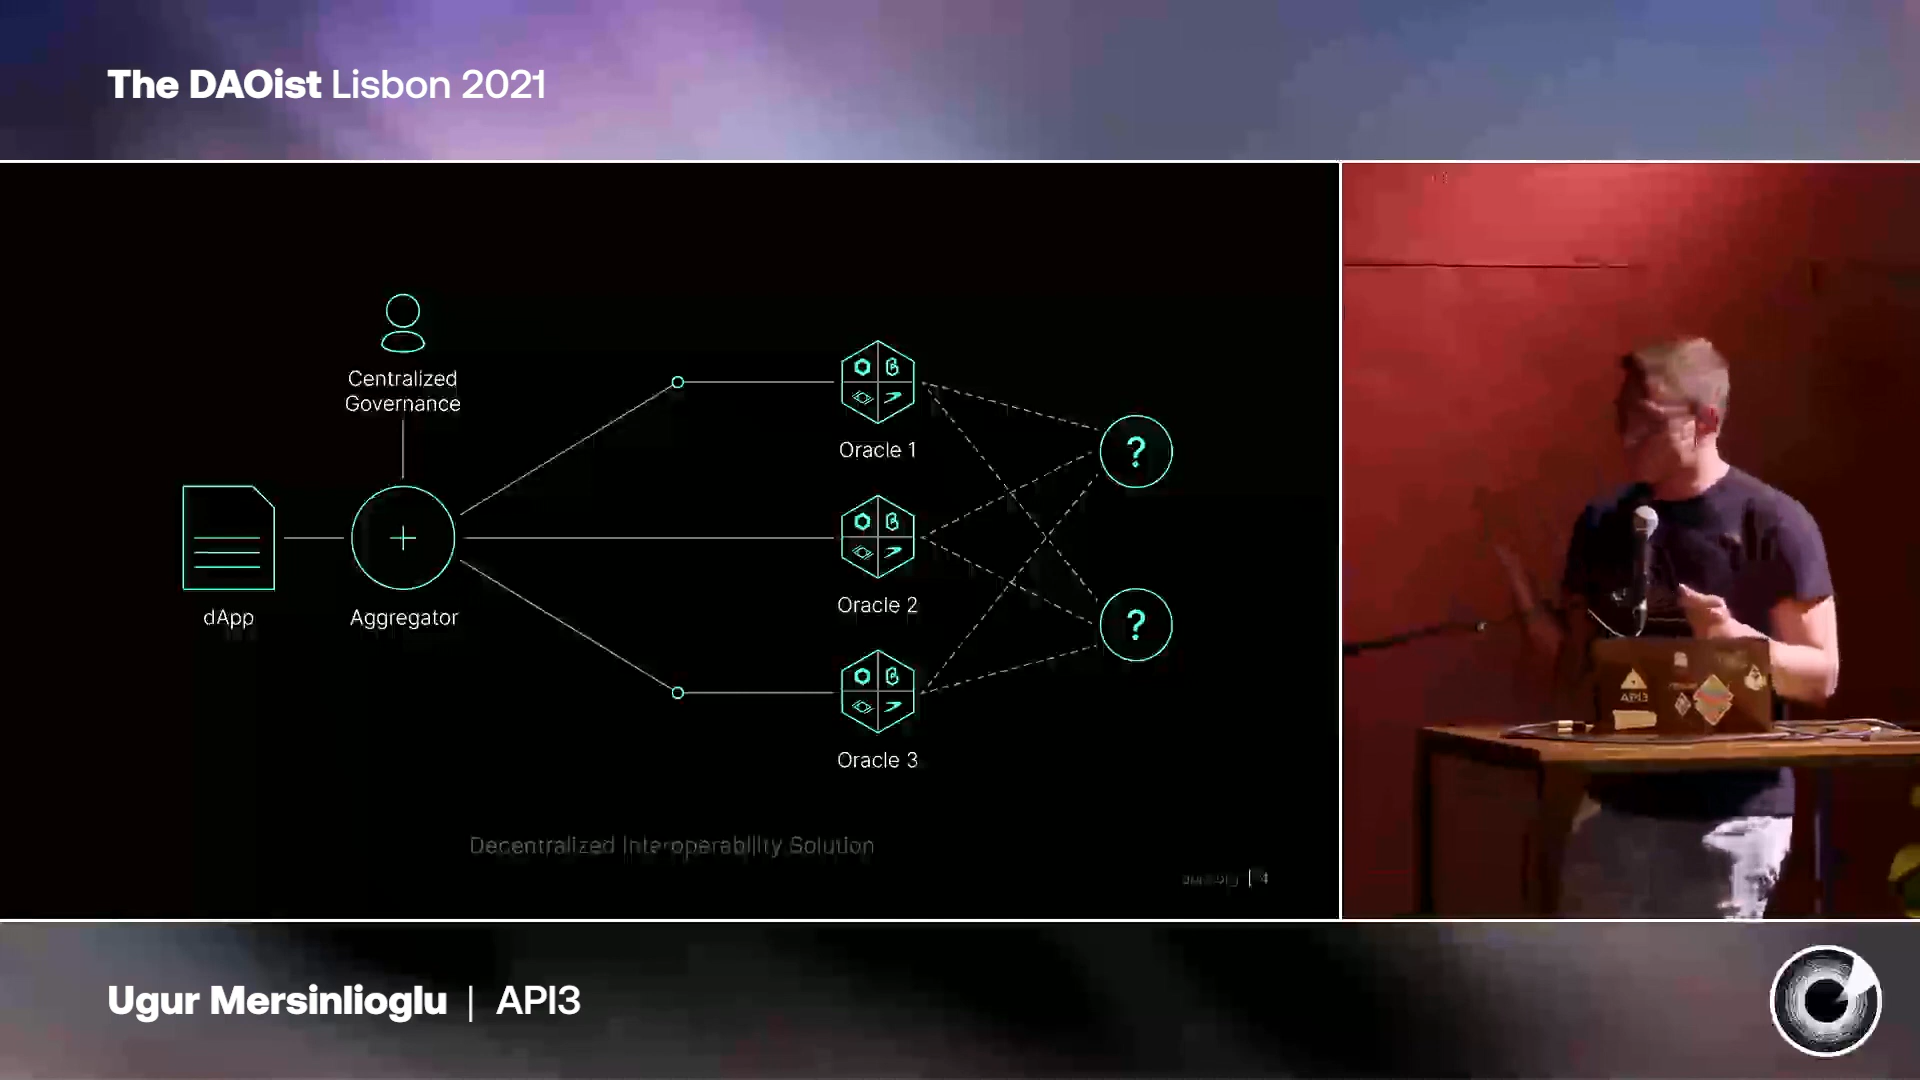 The DAOist Lisbon 2021
Centralized
Governance
dApp
Aggregator
Oracle 1
Oracle 2
Oracle 3
?
?
Decentralized Interoperability Solution
4
API3
Ugur Mersinlioglu | API3